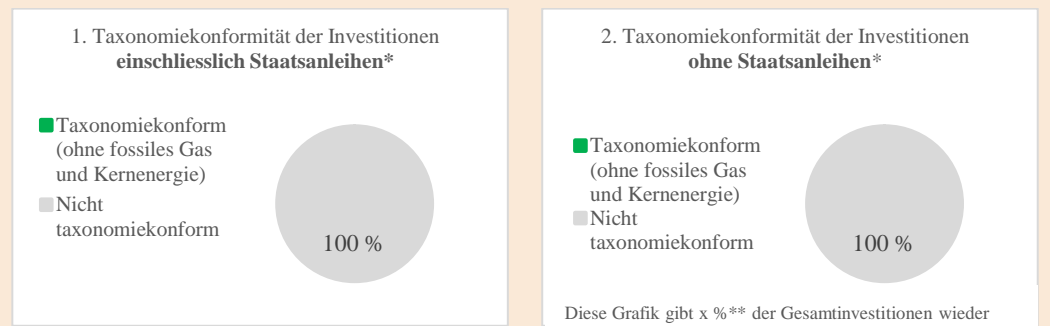 1. Taxonomiekonformität der Investitionen
einschliesslich Staatsanleihen*
Taxonomiekonform
(ohne fossiles Gas
und Kernenergie)
Nicht
taxonomiekonform
100 %
2. Taxonomiekonformität der Investitionen
ohne Staatsanleihen*
Taxonomiekonform
(ohne fossiles Gas
und Kernenergie)
Nicht
taxonomiekonform
100 %
Diese Grafik gibt x %** der Gesamtinvestitionen wieder